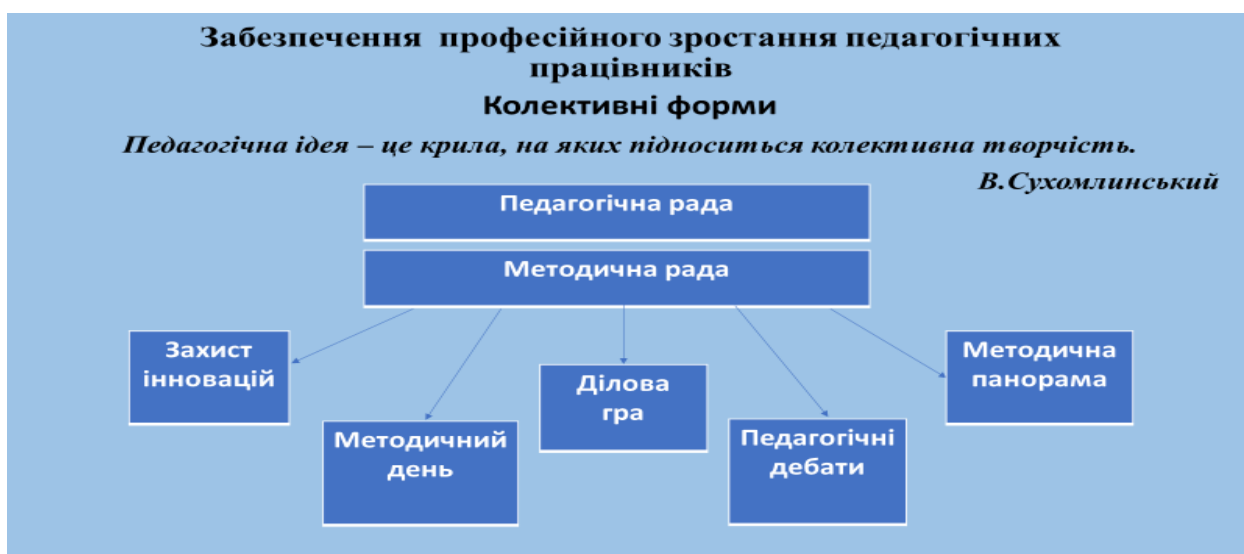 Забезпечення професійного зростання педагогічних
працівників
Колективні форми
Педагогічна ідея – це крила, на яких підноситься колективна творчість.
В.Сухомлинський
Педагогічна рада
Методична рада
Захист
інновацій
Методичний
день
Ділова
гра
Педагогічні
дебати
Методична
панорама